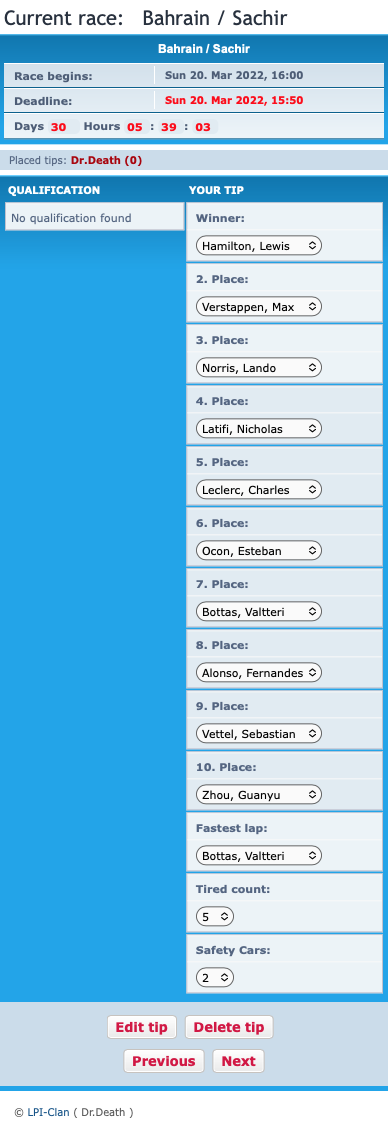 Current race: Bahrain / Sachir
Bahrain / Sachir
Race begins: Sun 20. Mar 2022, 16:00
Deadline: Sun 20. Mar 2022, 15:50
Days 30 Hours 05 : 39 : 03
Placed tips: Dr.Death (0)
QUALIFICATION
No qualification found
YOUR TIP
Winner:
Hamilton, Lewis
2. Place:
Verstappen, Max
3. Place:
Norris, Lando
4. Place:
Latifi, Nicholas
5. Place:
Leclerc, Charles
6. Place:
Ocon, Esteban
7. Place:
Bottas, Valtteri
8. Place:
Alonso, Fernandes
9. Place:
Vettel, Sebastian
10. Place:
Zhou, Guanyu
Fastest lap:
Bottas, Valtteri
Tired count:
5
Safety Cars:
2
Edit tip Delete tip
Previous Next
© LPI-Clan ( Dr.Death )